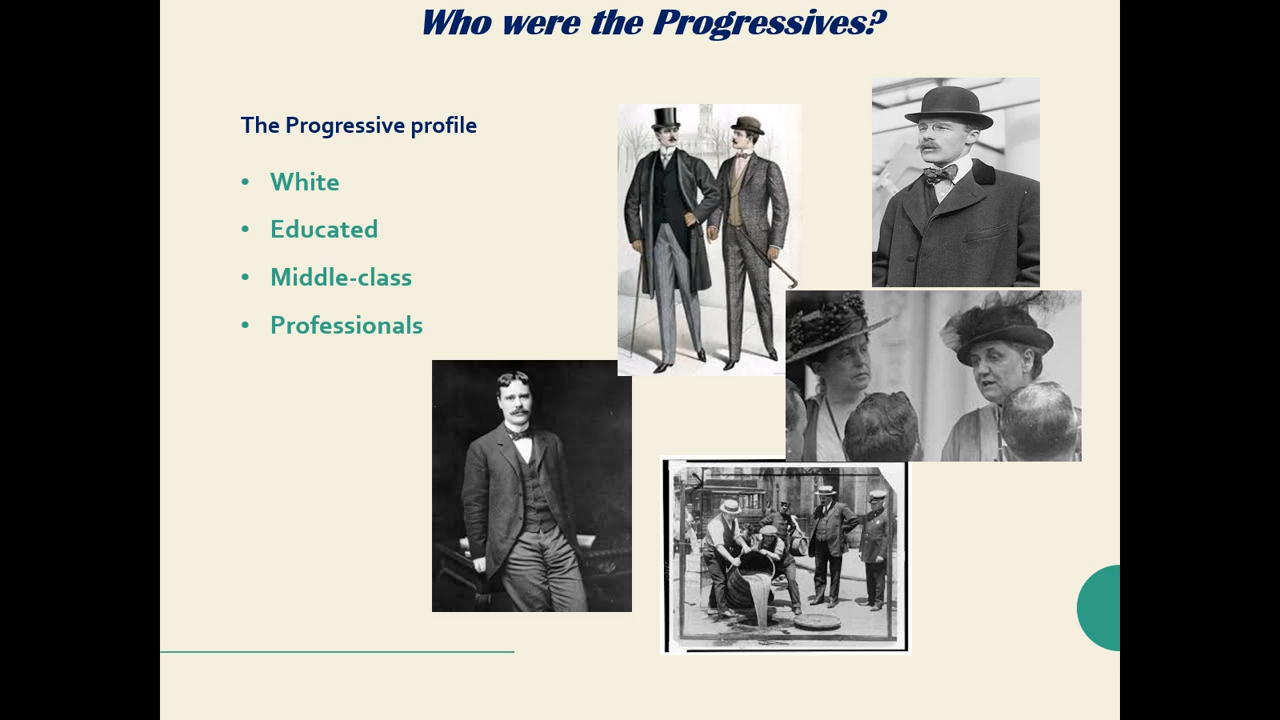 Who were the Progressives?
The Progressive profile
• White
• Educated
• Middle-class
• Professionals